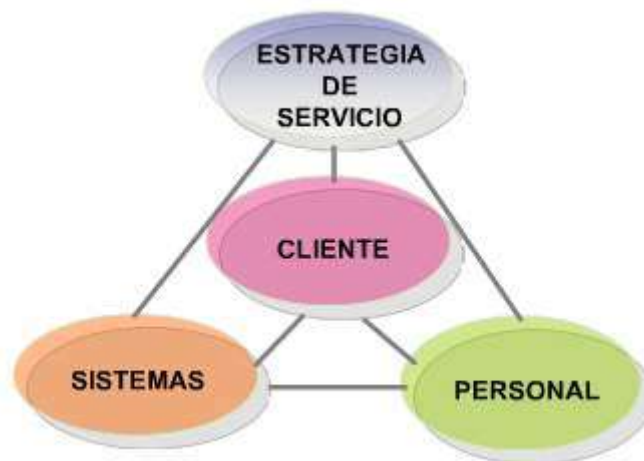 ESTRATEGIA
DE
SERVICIO
CLIENTE
SISTEMAS
PERSONAL